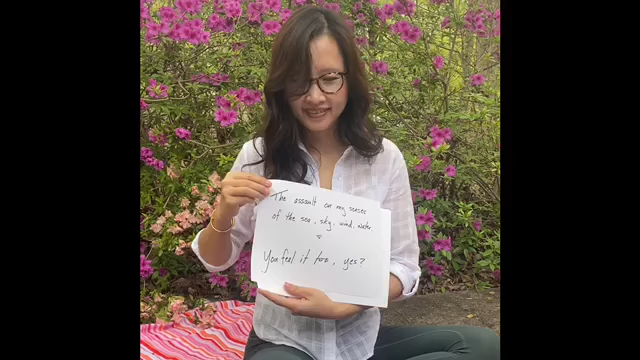 The assault on my senses
of the sea, sky, wind, water
You feel it too, yes?